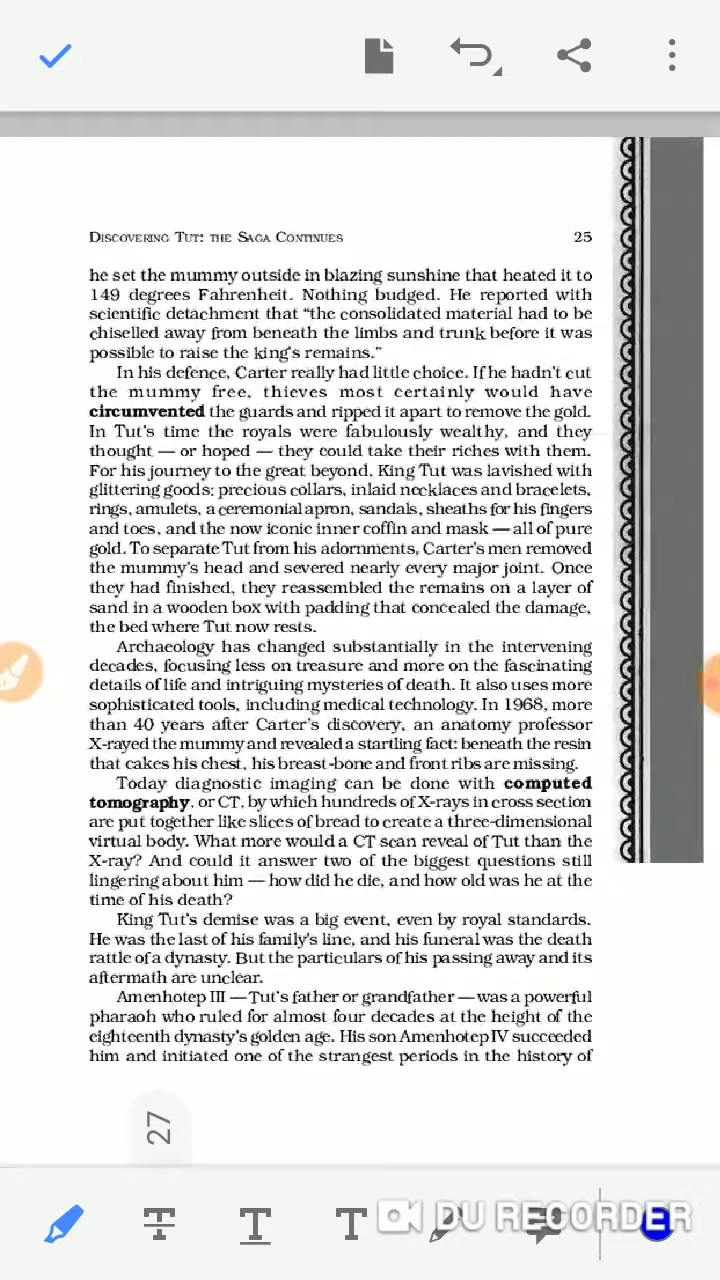 DISCOVERING TUT: THE SAGA CONTINUES 25
he set the mummy outside in blazing sunshine that heated it to
149 degrees Fahrenheit. Nothing budged. He reported with
scientific detachment that “the consolidated material had to be
chiselled away from beneath the limbs and trunk before it was
possible to raise the king's remains.”
In his defence, Carter really had little choice. If he hadn't cut
the mummy free, thieves most certainly would have
circumvented the guards and ripped it apart to remove the gold.
In Tut's time the royals were fabulously wealthy, and they
thought — or hoped — they could take their riches with them.
For his journey to the great beyond, King Tut was lavished with
glittering goods: precious collars, inlaid necklaces and bracelets,
rings, amulets, a ceremonial apron, sandals, sheaths for his fingers
and toes, and the now iconic inner coffin and mask — all of pure
gold. To separate Tut from his adornments, Carter's men removed
the mummy's head and severed nearly every major joint. Once
they had finished, they reassembled the remains on a layer of
sand in a wooden box with padding that concealed the damage,
the bed where Tut now rests.
Archaeology has changed substantially in the intervening
decades, focusing less on treasure and more on the fascinating
details of life and intriguing mysteries of death. It also uses more
sophisticated tools, including medical technology. In 1968, more
than 40 years after Carter's discovery, an anatomy professor
X-rayed the mummy and revealed a startling fact: beneath the resin
that cakes his chest, his breast-bone and front ribs are missing.
Today diagnostic imaging can be done with computed
tomography, or CT, by which hundreds of X-rays in cross section
are put together like slices of bread to create a three-dimensional
virtual body. What more would a CT scan reveal of Tut than the
X-ray? And could it answer two of the biggest questions still
lingering about him — how did he die, and how old was he at the
time of his death?
King Tut's demise was a big event, even by royal standards.
He was the last of his family's line, and his funeral was the death
rattle of a dynasty. But the particulars of his passing away and its
aftermath are unclear.
Amenhotep III —Tut's father or grandfather —was a powerful
pharaoh who ruled for almost four decades at the height of the
eighteenth dynasty's golden age. His son Amenhotep IV succeeded
him and initiated one of the strangest periods in the history of
27
T T T DU RECORDER